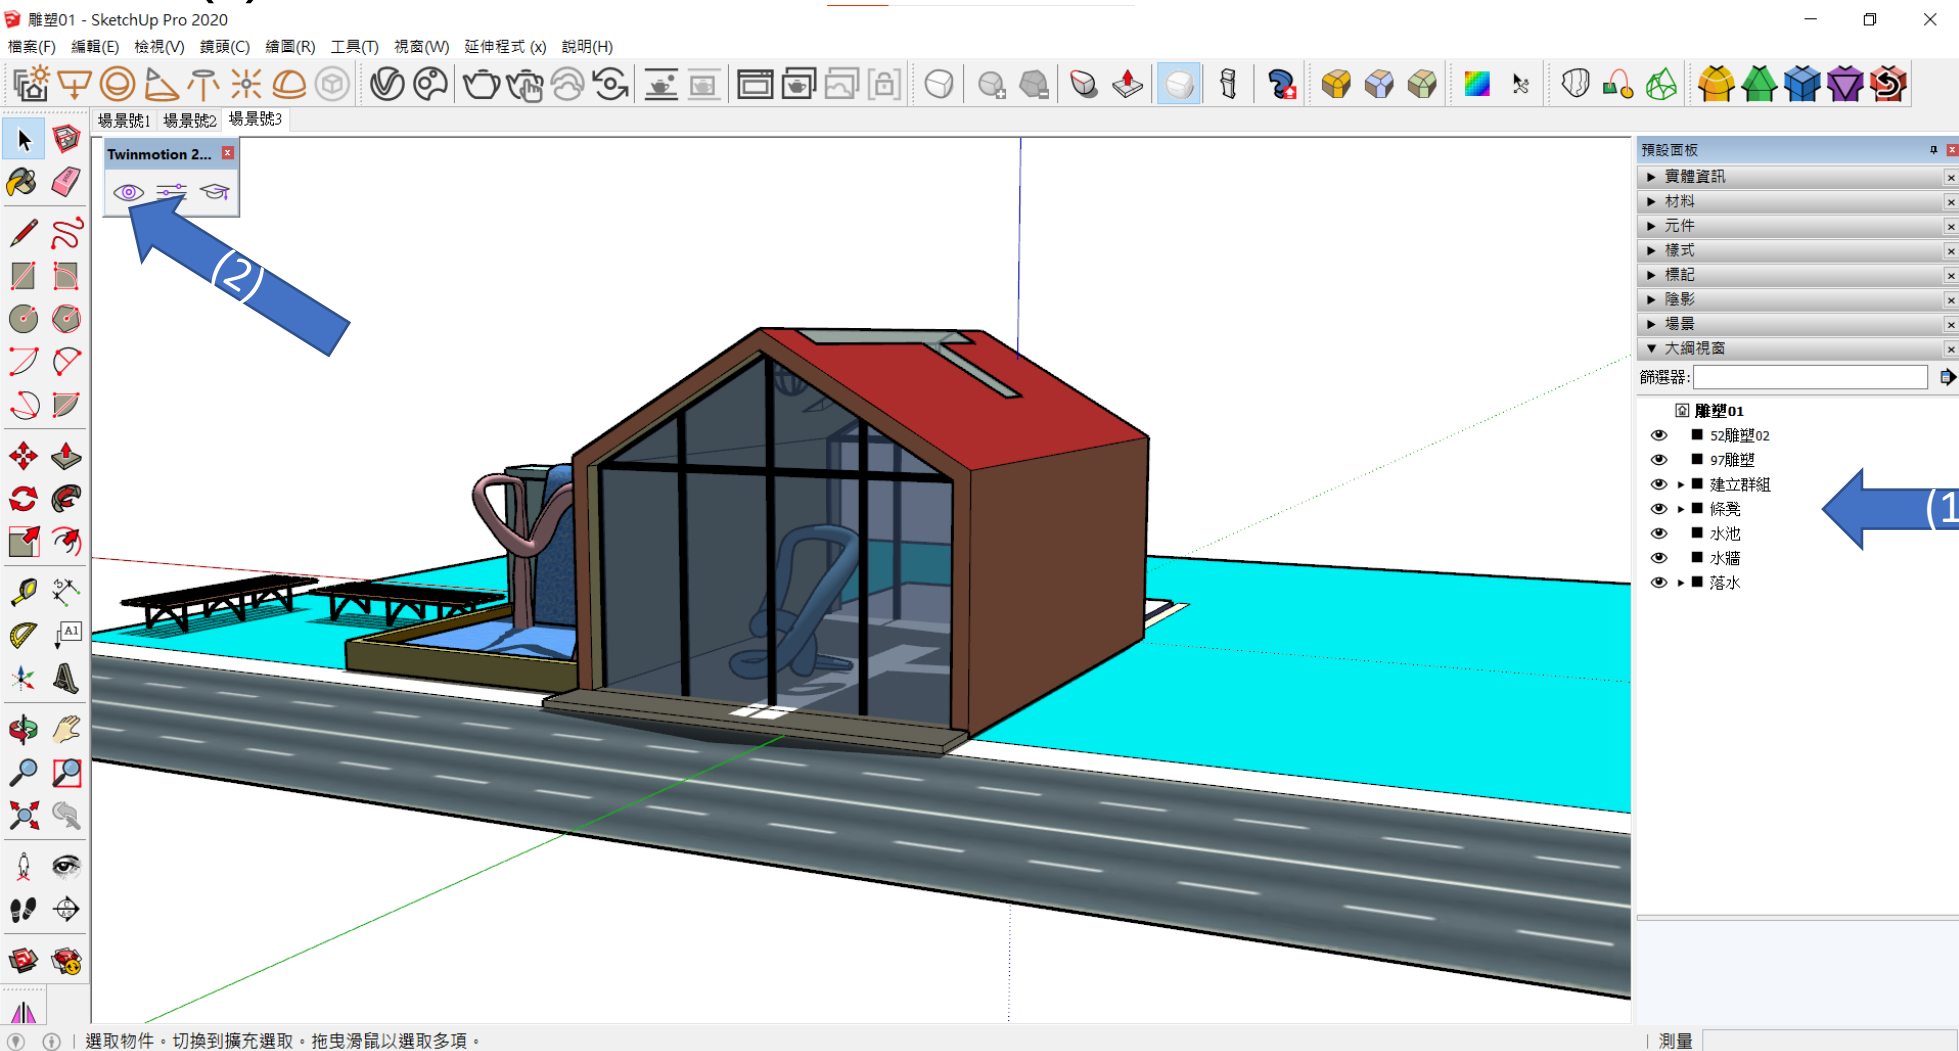 雕塑01 - SketchUp Pro 2020
檔案(F) 編輯(E) 檢視(V) 鏡頭(C) 繪圖(R) 工具(T) 視窗(W) 延伸程式 (x) 說明(H)
場景號1 場景號2 場景號3
Twinmotion 2...
(2)
A1
預設面板
實體資訊
材料
元件
樣式
標記
陰影
場景
大綱視窗
篩選器:
雕塑01
52雕塑02
97雕塑
建立群組
條凳
水池
水牆
落水
(1
選取物件。切換到擴充選取。拖曳滑鼠以選取多項。
測量